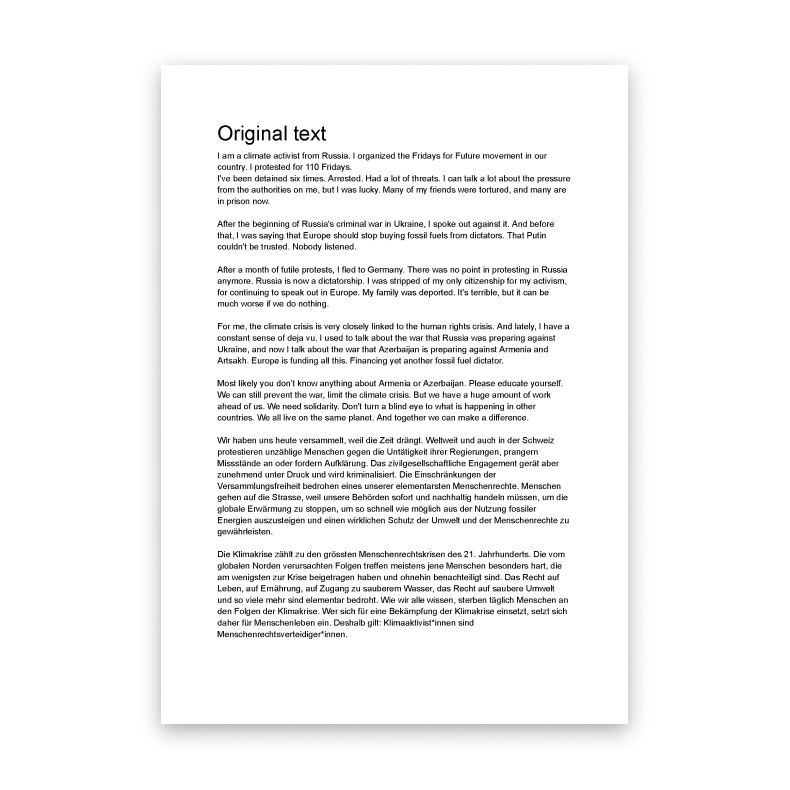 Original text
I am a climate activist from Russia. I organized the Fridays for Future movement in our
country. I protested for 110 Fridays.
I've been detained six times. Arrested. Had a lot of threats. I can talk a lot about the pressure
from the authorities on me, but I was lucky. Many of my friends were tortured, and many are
in prison now.
After the beginning of Russia's criminal war in Ukraine, I spoke out against it. And before
that, I was saying that Europe should stop buying fossil fuels from dictators. That Putin
couldn't be trusted. Nobody listened.
After a month of futile protests, I fled to Germany. There was no point in protesting in Russia
anymore. Russia is now a dictatorship. I was stripped of my only citizenship for my activism,
for continuing to speak out in Europe. My family was deported. It's terrible, but it can be
much worse if we do nothing.
For me, the climate crisis is very closely linked to the human rights crisis. And lately, I have a
constant sense of deja vu. I used to talk about the war that Russia was preparing against
Ukraine, and now I talk about the war that Azerbaijan is preparing against Armenia and
Artsakh. Europe is funding all this. Financing yet another fossil fuel dictator.
Most likely you don't know anything about Armenia or Azerbaijan. Please educate yourself.
We can still prevent the war, limit the climate crisis. But we have a huge amount of work
ahead of us. We need solidarity. Don't turn a blind eye to what is happening in other
countries. We all live on the same planet. And together we can make a difference.
Wir haben uns heute versammelt, weil die Zeit drängt. Weltweit und auch in der Schweiz
protestieren unzählige Menschen gegen die Untätigkeit ihrer Regierungen, prangern
Missstände an oder fordern Aufklärung. Das zivilgesellschaftliche Engagement gerät aber
zunehmend unter Druck und wird kriminalisiert. Die Einschränkungen der
Versammlungsfreiheit bedrohen eines unserer elementarsten Menschenrechte. Menschen
gehen auf die Strasse, weil unsere Behörden sofort und nachhaltig handeln müssen, um die
globale Erwärmung zu stoppen, um so schnell wie möglich aus der Nutzung fossiler
Energien auszusteigen und einen wirklichen Schutz der Umwelt und der Menschenrechte zu
gewährleisten.
Die Klimakrise zählt zu den grössten Menschenrechtskrisen des 21. Jahrhunderts. Die vom
globalen Norden verursachten Folgen treffen meistens jene Menschen besonders hart, die
am wenigsten zur Krise beigetragen haben und ohnehin benachteiligt sind. Das Recht auf
Leben, auf Ernährung, auf Zugang zu sauberem Wasser, das Recht auf saubere Umwelt
und so viele mehr sind elementar bedroht. Wie wir alle wissen, sterben täglich Menschen an
den Folgen der Klimakrise. Wer sich für eine Bekämpfung der Klimakrise einsetzt, setzt sich
daher für Menschenleben ein. Deshalb gilt: Klimaaktivist*innen sind
Menschenrechtsverteidiger*innen.